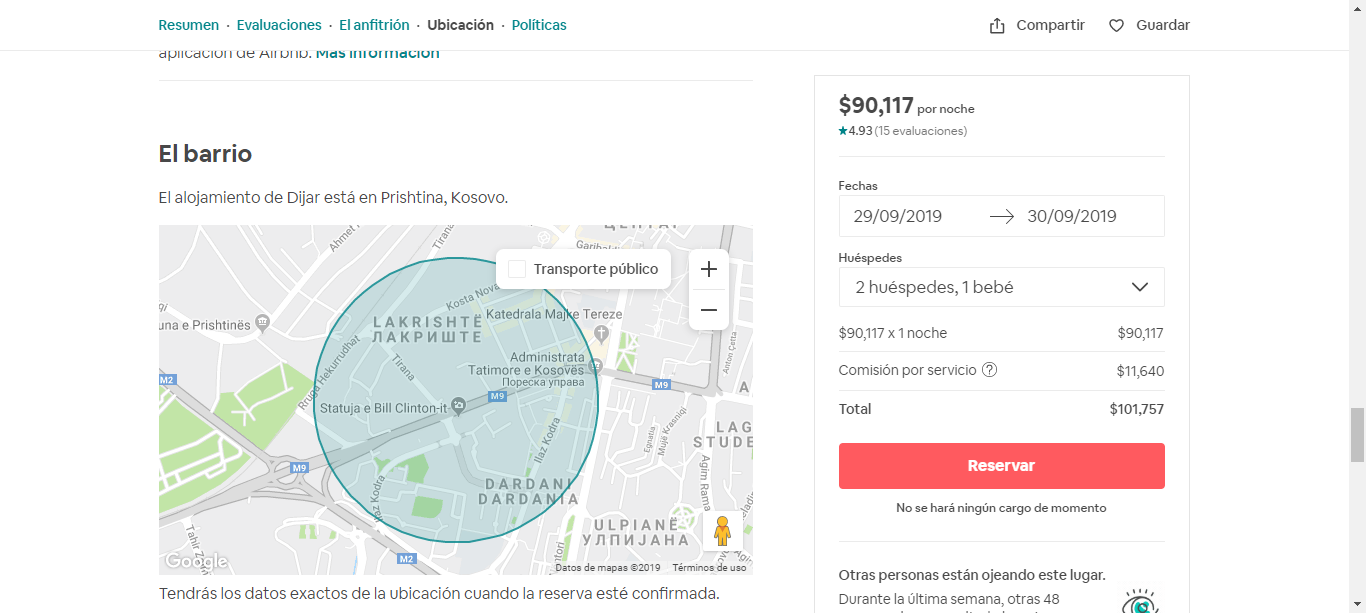 Resumen · Evaluaciones · El anfitrión · Ubicación · Políticas
Compartir
Guardar
aplicación de Airbnb. Más información
El barrio
El alojamiento de Dijar está en Prishtina, Kosovo.
Ahmet
Tirana
Garibaldi
Transporte público
+
−
Kosta Nova
Katedrala Majke Tereze
una e Prishtinës
LAKRISHTË
ЛАКРИШТЕ
Rruga Hekurrudhat
Tirana
Administrata
Tatimore e Kosovës
Пореска управа
Anton Çetta
M2
M9
M9
Statuja e Bill Clinton-it
Ilaz Kodra
Egnatia
Mujë Krasniqi
LAG
STUDE
M9
Agim Rama
Ilaz Kodra
DARDANI
DARDANIA
ULPIANË
УЛПИЈАНА
Tahir
M2
Google
Datos de mapas ©2019
Términos de uso
Tendrás los datos exactos de la ubicación cuando la reserva esté confirmada.
$90,117 por noche
★4.93 (15 evaluaciones)
Fechas
29/09/2019 → 30/09/2019
Huéspedes
2 huéspedes, 1 bebé
$90,117 x 1 noche $90,117
Comisión por servicio ? $11,640
Total $101,757
Reservar
No se hará ningún cargo de momento
Otras personas están ojeando este lugar.
Durante la última semana, otras 48